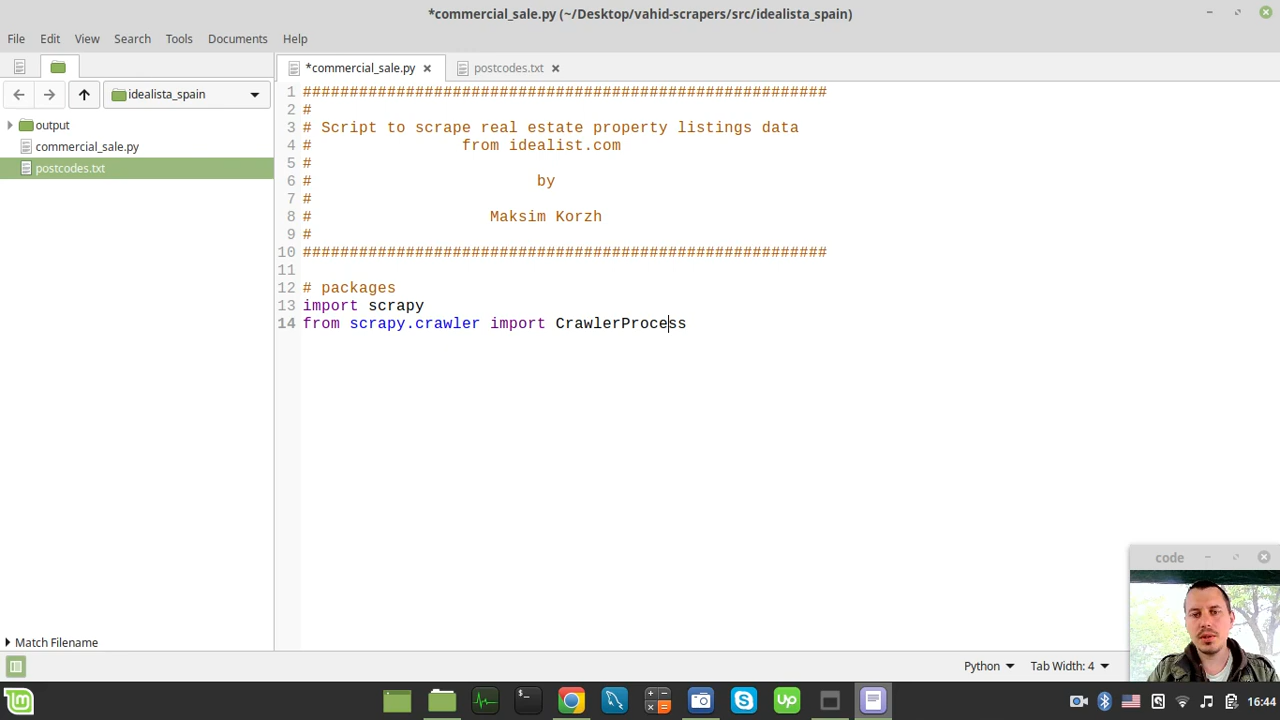 *commercial_sale.py (~/Desktop/vahid-scrapers/src/idealista_spain)
File Edit View Search Tools Documents Help
*commercial_sale.py
postcodes.txt
idealista_spain
output
commercial_sale.py
postcodes.txt
1 ########################################################
2 #
3 # Script to scrape real estate property listings data
4 # from idealist.com
5 #
6 # by
7 #
8 # Maksim Korzh
9 #
10 ########################################################
11
12 # packages
13 import scrapy
14 from scrapy.crawler import CrawlerProcess
code
Match Filename
Python Tab Width: 4
Up
16:44